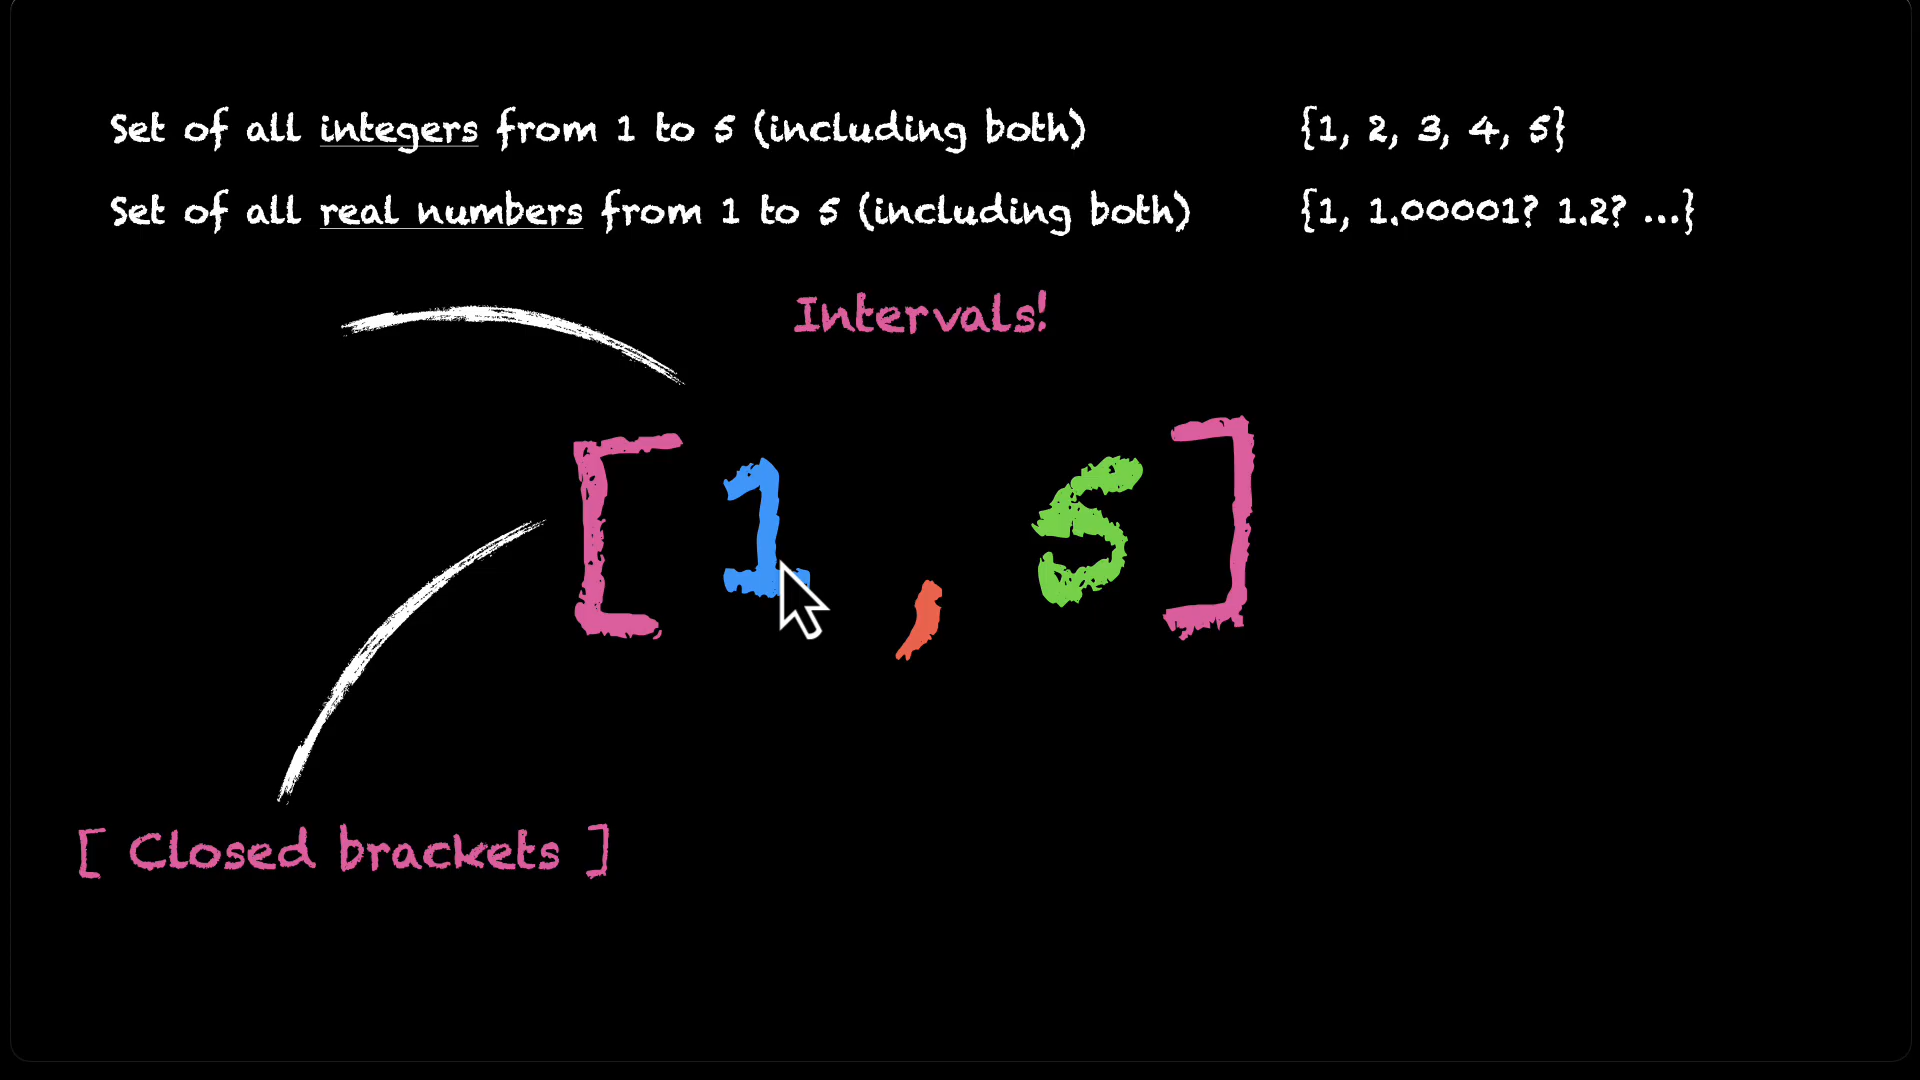 Set of all integers from 1 to 5 (including both) {1, 2, 3, 4, 5}
Set of all real numbers from 1 to 5 (including both) {1, 1.00001? 1.2? ...}
Intervals!
[ 1 , 5 ]
[ Closed brackets ]